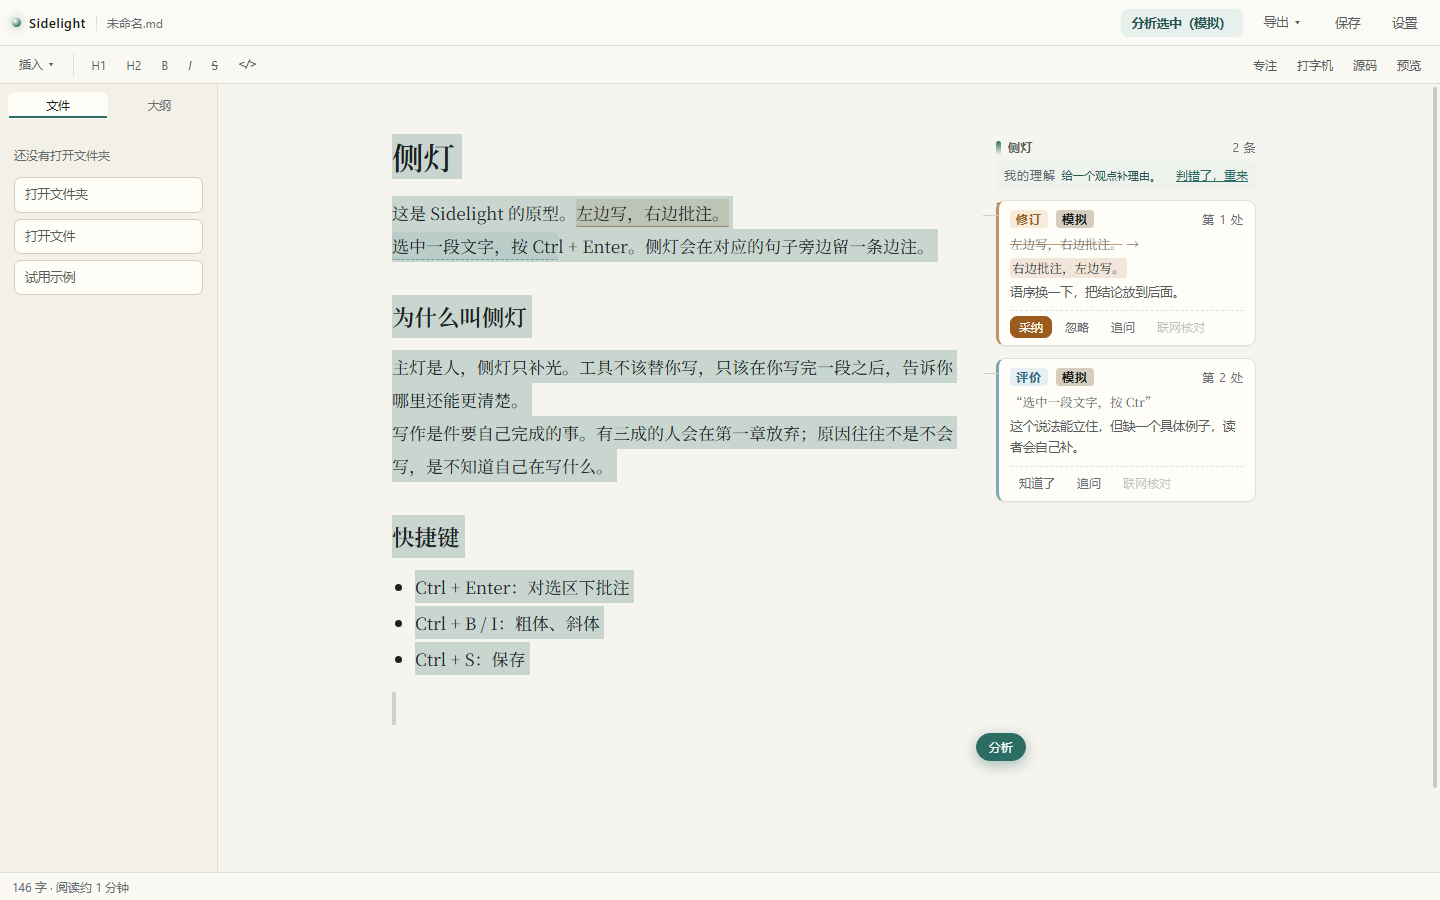 Sidelight 未命名.md 分析选中（模拟） 导出 保存 设置
插入 H1 H2 B I S </> 专注 打字机 源码 预览
文件 大纲
还没有打开文件夹
打开文件夹
打开文件
试用示例
侧灯
这是 Sidelight 的原型。左边写，右边批注。
选中一段文字，按 Ctrl + Enter。侧灯会在对应的句子旁边留一条边注。
为什么叫侧灯
主灯是人，侧灯只补光。工具不该替你写，只该在你写完一段之后，告诉你
哪里还能更清楚。
写作是件要自己完成的事。有三成的人会在第一章放弃；原因往往不是不会
写，是不知道自己在写什么。
快捷键
Ctrl + Enter：对选区下批注
Ctrl + B / I：粗体、斜体
Ctrl + S：保存
侧灯 2 条
我的理解 给一个观点补理由。 判错了，重来
修订 模拟 第 1 处
左边写，右边批注。 →
右边批注，左边写。
语序换一下，把结论放到后面。
采纳 忽略 追问 联网核对
评价 模拟 第 2 处
“选中一段文字，按 Ctr”
这个说法能立住，但缺一个具体例子，读
者会自己补。
知道了 追问 联网核对
分析
146 字 · 阅读约 1 分钟